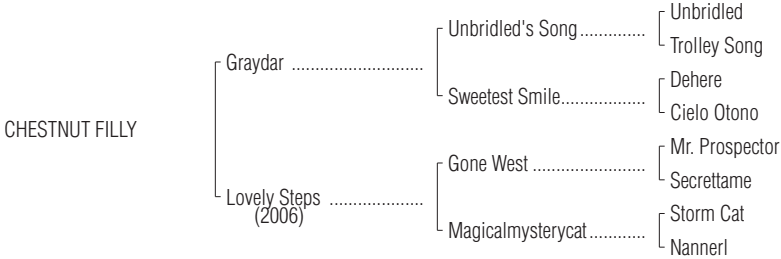 Unbridled
Unbridled's Song..............
Trolley Song
Graydar ............................
Dehere
Sweetest Smile..................
Cielo Otono
CHESTNUT FILLY
Mr. Prospector
Gone West ........................
Secrettame
Lovely Steps ....................
(2006)
Storm Cat
Magicalmysterycat............
Nannerl